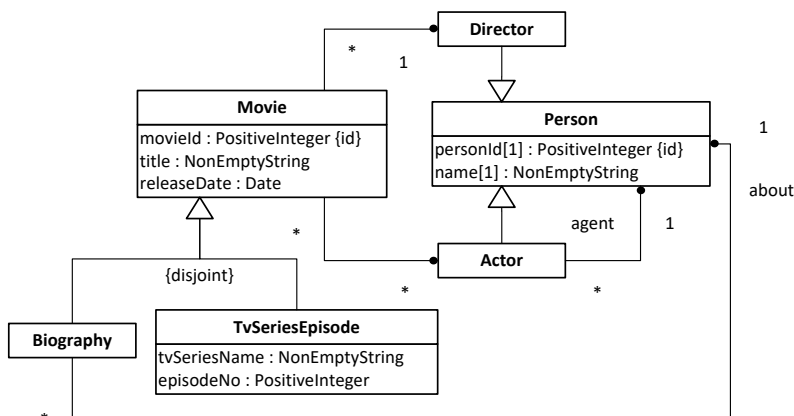 Director
*
1
Movie
movieId : PositiveInteger {id}
title : NonEmptyString
releaseDate : Date
Person
personId[1] : PositiveInteger {id}
name[1] : NonEmptyString
1
about
*
agent
1
Actor
*
*
{disjoint}
Biography
TvSeriesEpisode
tvSeriesName : NonEmptyString
episodeNo : PositiveInteger
*